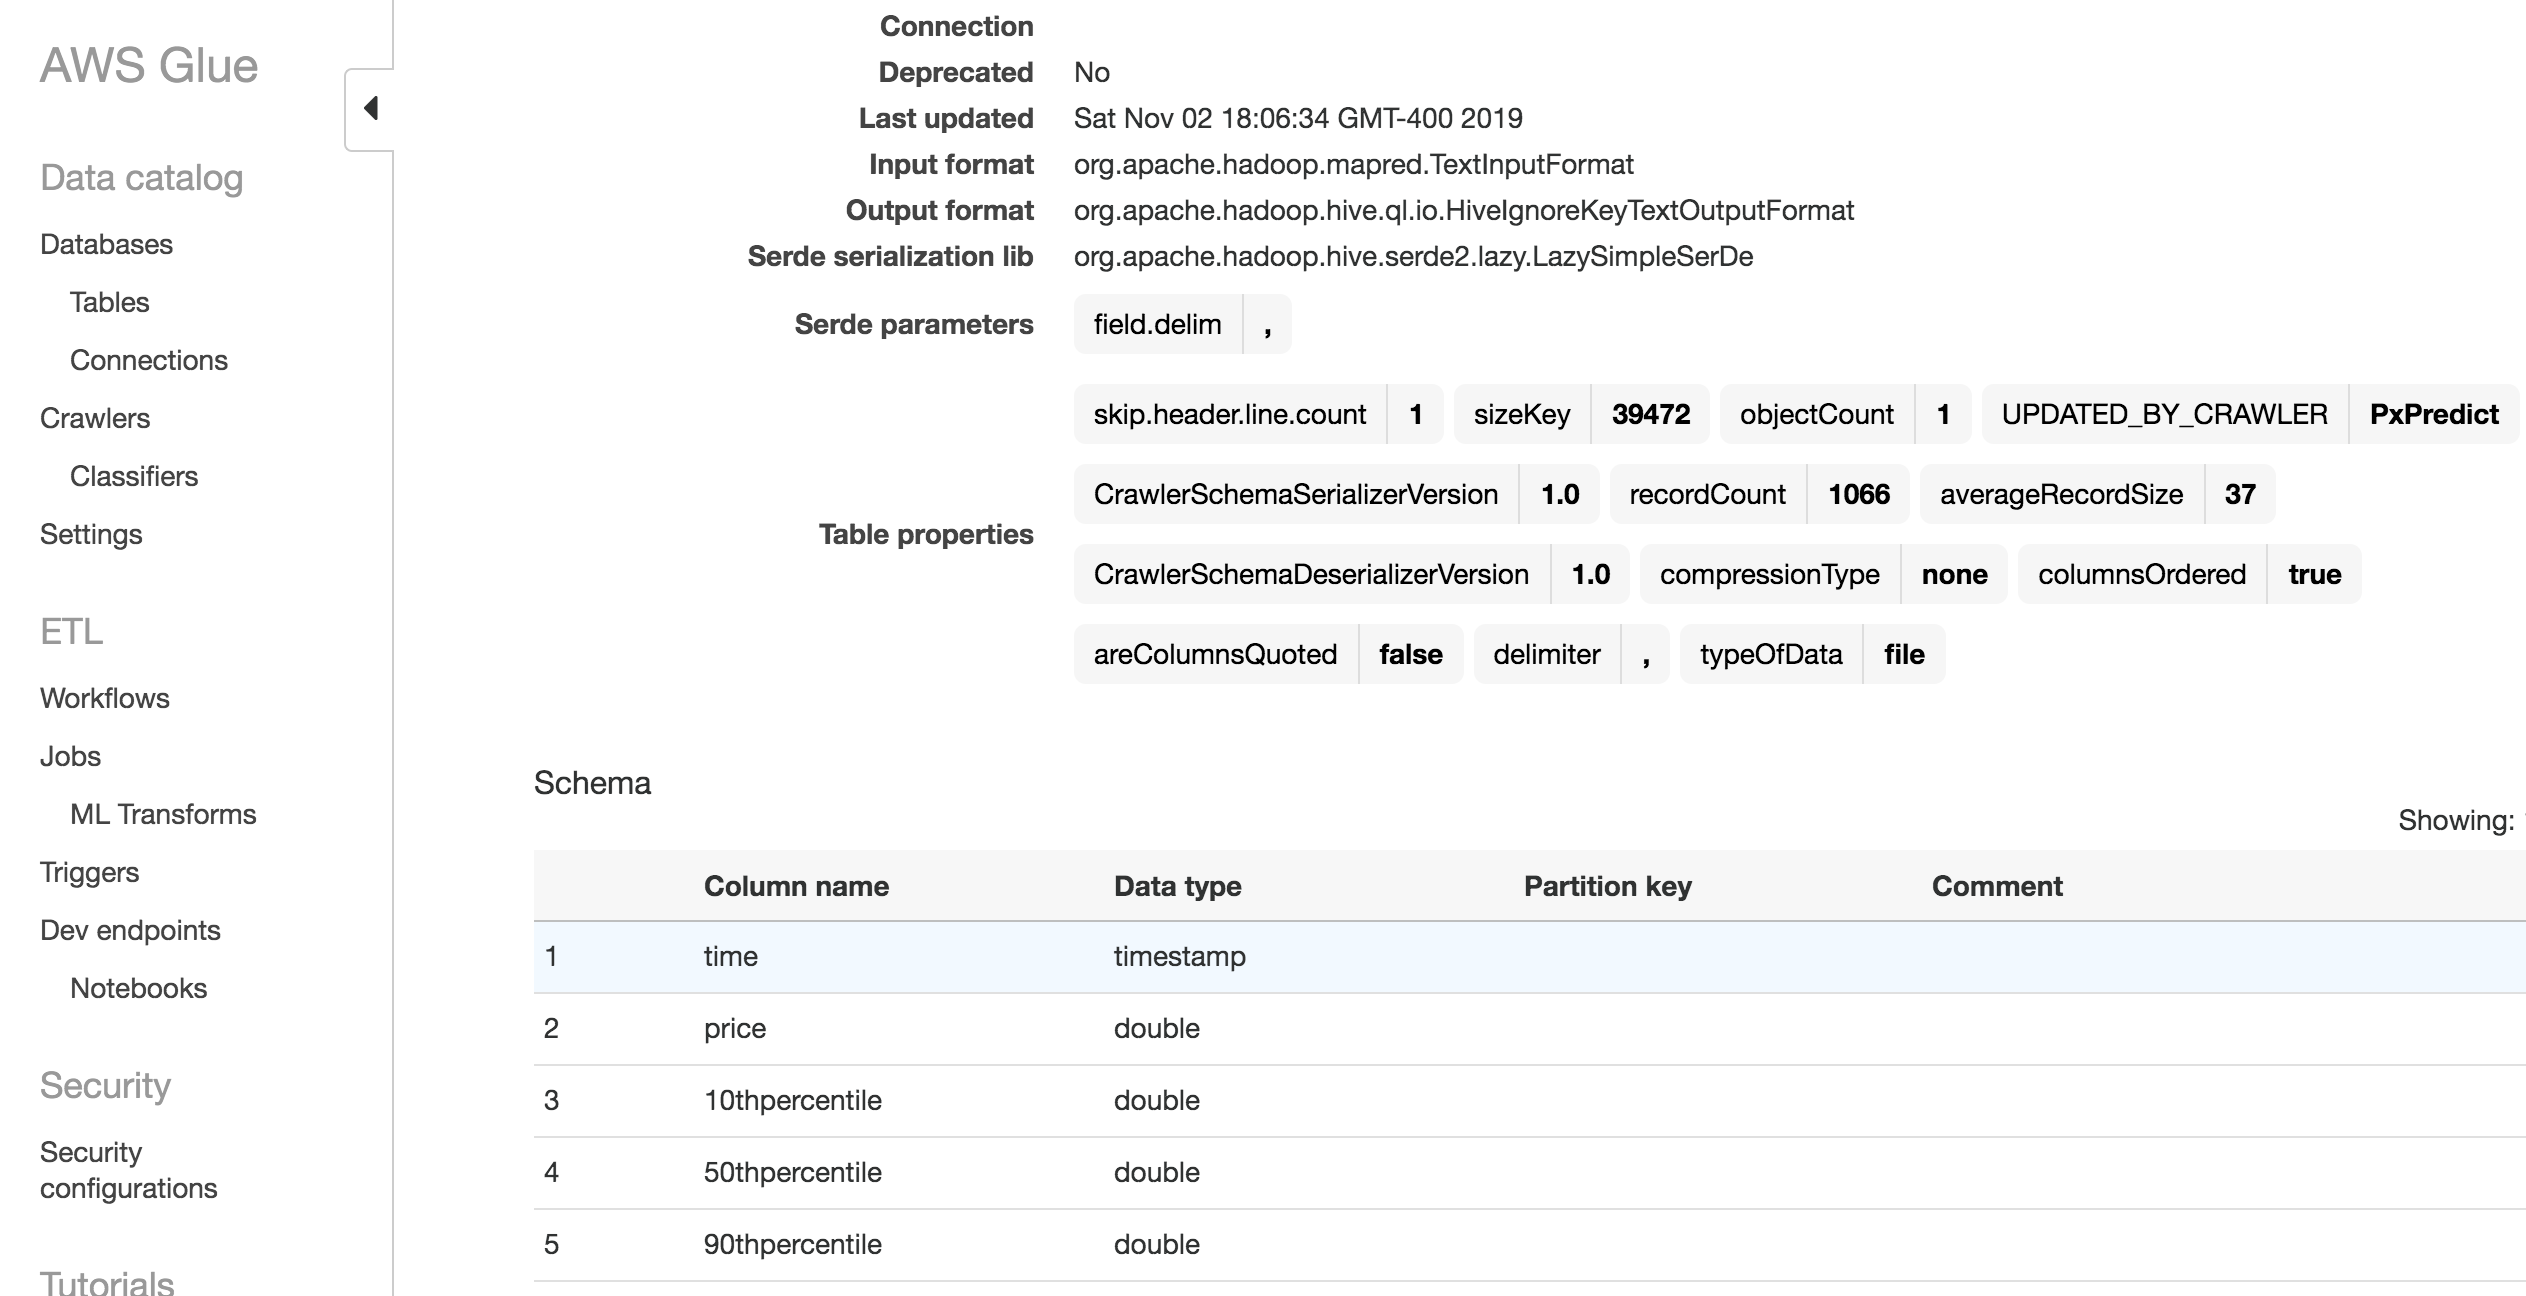 AWS Glue
Data catalog
Databases
Tables
Connections
Crawlers
Classifiers
Settings
ETL
Workflows
Jobs
ML Transforms
Triggers
Dev endpoints
Notebooks
Security
Security
configurations
Tutorials
Connection
Deprecated No
Last updated Sat Nov 02 18:06:34 GMT-400 2019
Input format org.apache.hadoop.mapred.TextInputFormat
Output format org.apache.hadoop.hive.ql.io.HiveIgnoreKeyTextOutputFormat
Serde serialization lib org.apache.hadoop.hive.serde2.lazy.LazySimpleSerDe
Serde parameters field.delim ,
Table properties
skip.header.line.count 1 sizeKey 39472 objectCount 1 UPDATED_BY_CRAWLER PxPredict
CrawlerSchemaSerializerVersion 1.0 recordCount 1066 averageRecordSize 37
CrawlerSchemaDeserializerVersion 1.0 compressionType none columnsOrdered true
areColumnsQuoted false delimiter , typeOfData file
Schema
Showing:
Column name Data type Partition key Comment
1 time timestamp
2 price double
3 10thpercentile double
4 50thpercentile double
5 90thpercentile double